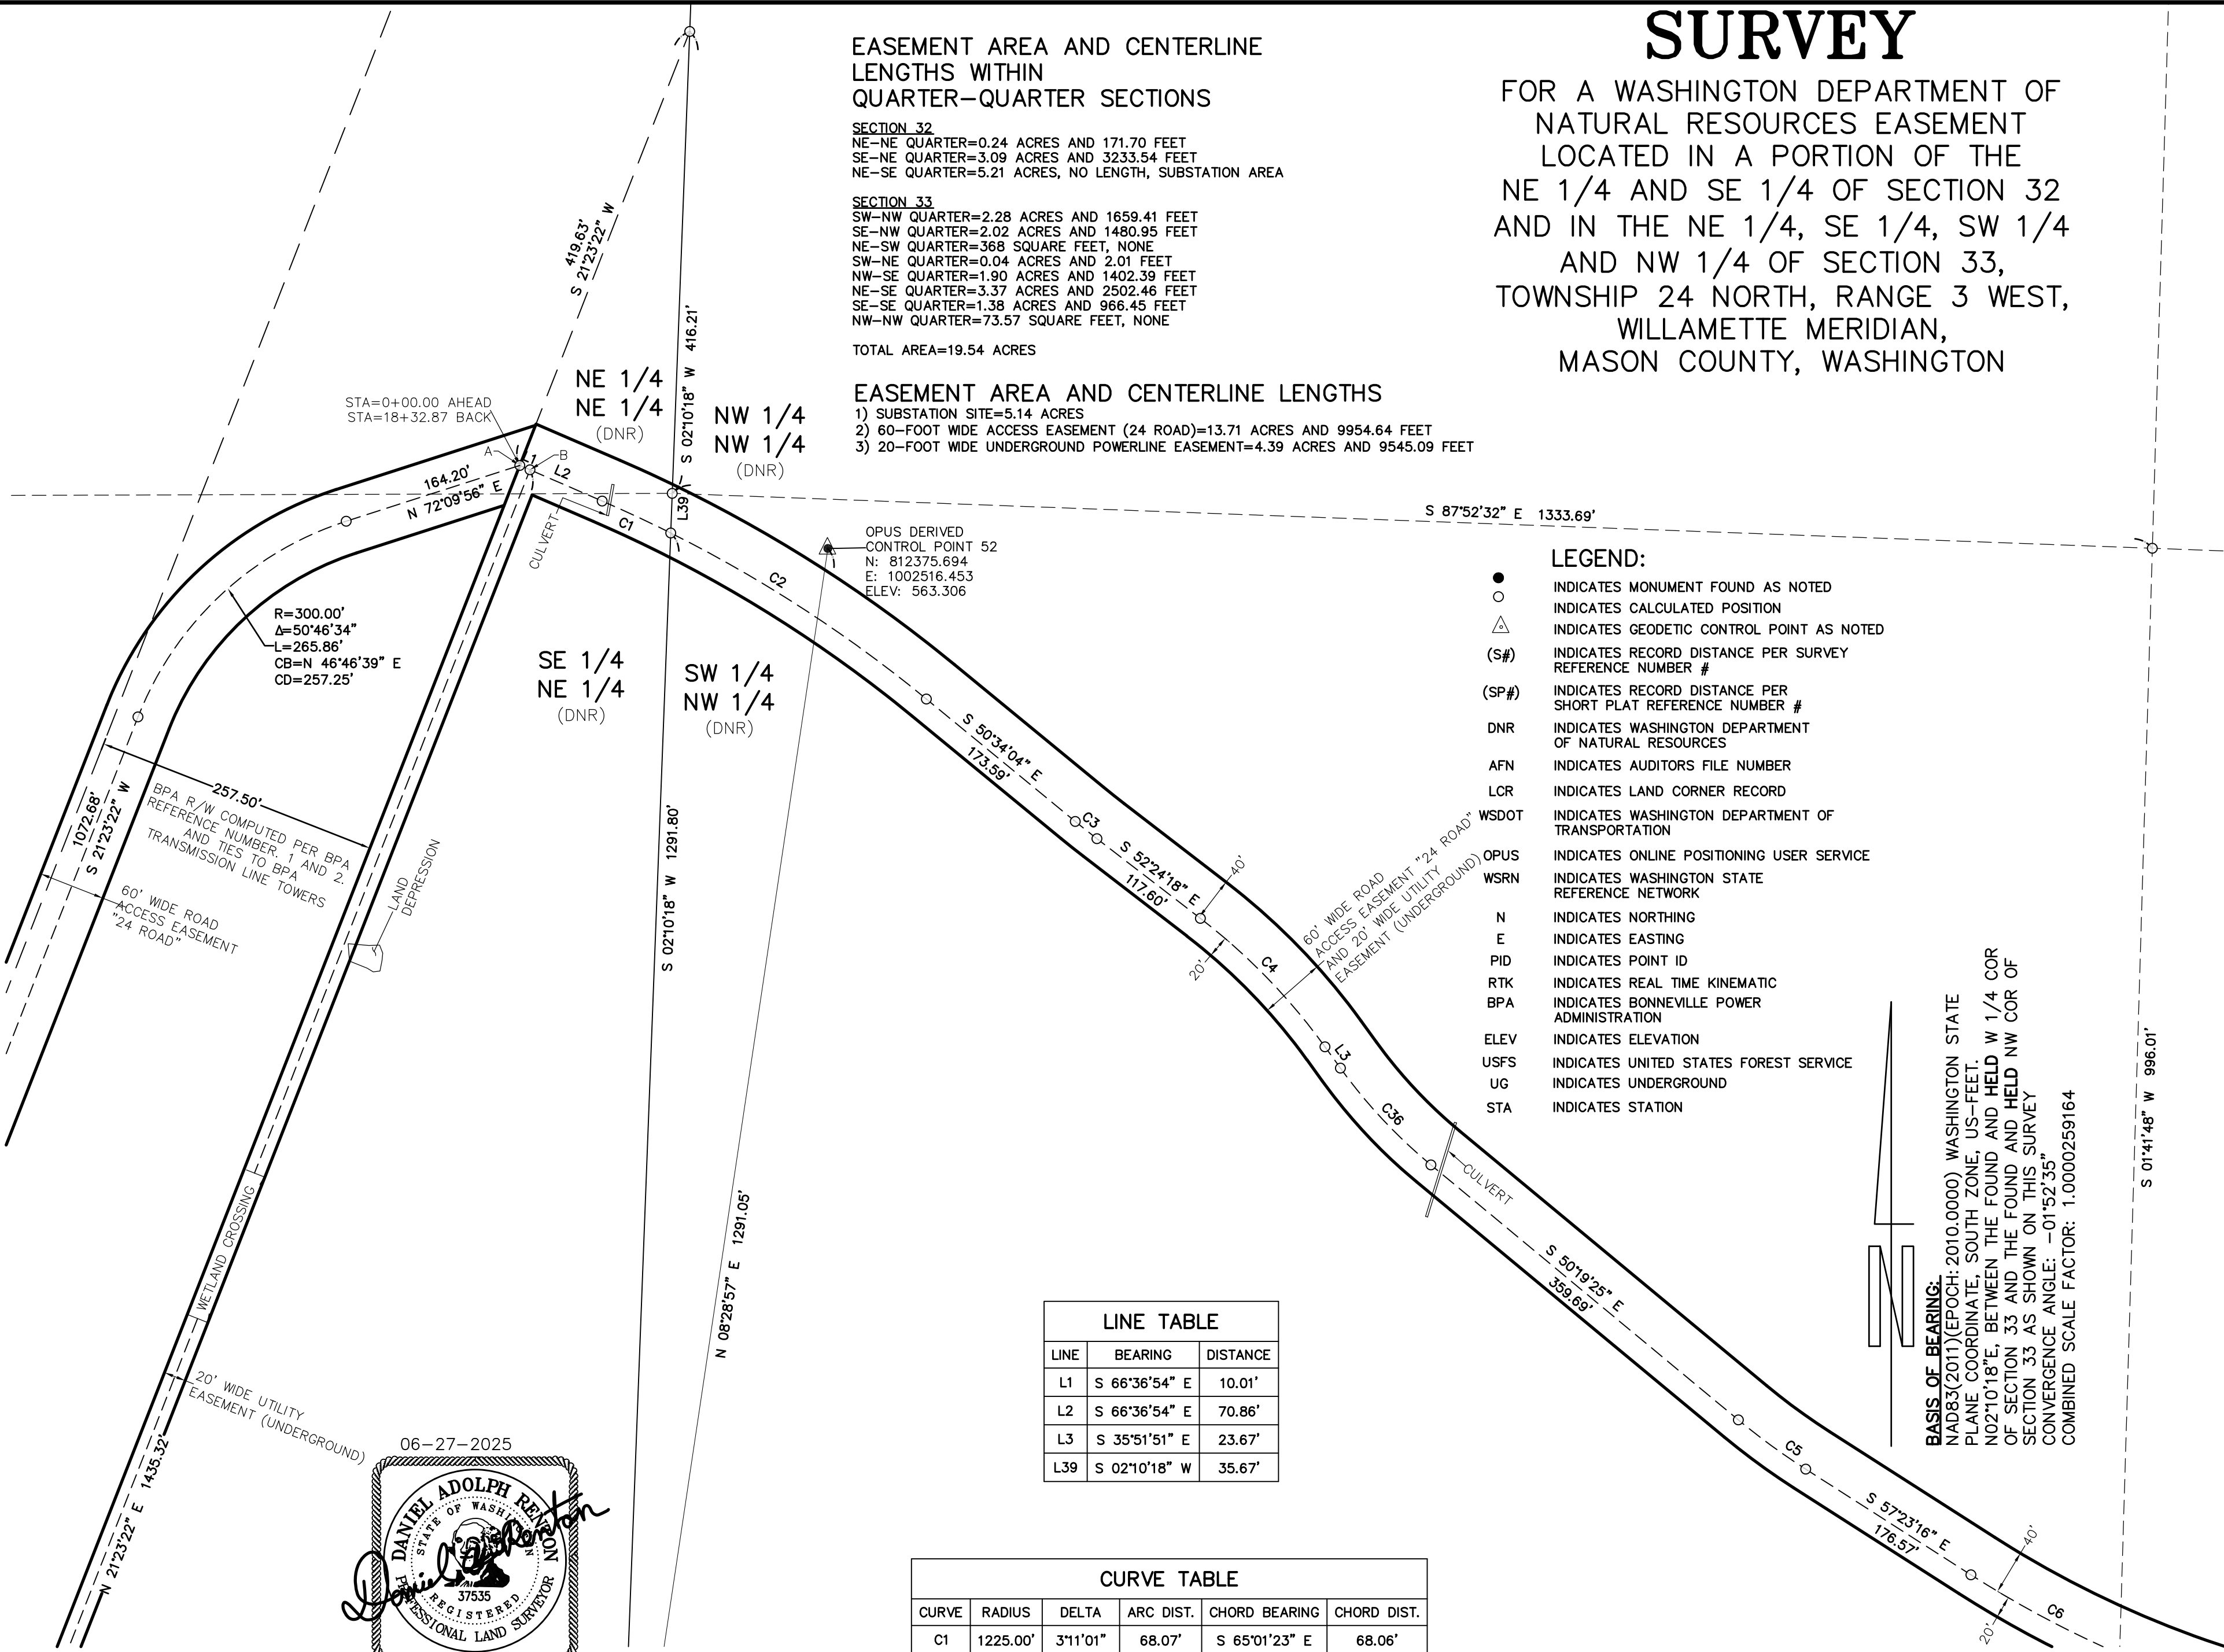 SURVEY
FOR A WASHINGTON DEPARTMENT OF
NATURAL RESOURCES EASEMENT
LOCATED IN A PORTION OF THE
NE 1/4 AND SE 1/4 OF SECTION 32
AND IN THE NE 1/4, SE 1/4, SW 1/4
AND NW 1/4 OF SECTION 33,
TOWNSHIP 24 NORTH, RANGE 3 WEST,
WILLAMETTE MERIDIAN,
MASON COUNTY, WASHINGTON
EASEMENT AREA AND CENTERLINE
LENGTHS WITHIN
QUARTER-QUARTER SECTIONS
SECTION 32
NE-NE QUARTER=0.24 ACRES AND 171.70 FEET
SE-NE QUARTER=3.09 ACRES AND 3233.54 FEET
NE-SE QUARTER=5.21 ACRES, NO LENGTH, SUBSTATION AREA
SECTION 33
SW-NW QUARTER=2.28 ACRES AND 1659.41 FEET
SE-NW QUARTER=2.02 ACRES AND 1480.95 FEET
NE-SW QUARTER=368 SQUARE FEET, NONE
SW-NE QUARTER=0.04 ACRES AND 2.01 FEET
NW-SE QUARTER=1.90 ACRES AND 1402.39 FEET
NE-SE QUARTER=3.37 ACRES AND 2502.46 FEET
SE-SE QUARTER=1.38 ACRES AND 966.45 FEET
NW-NW QUARTER=73.57 SQUARE FEET, NONE
TOTAL AREA=19.54 ACRES
EASEMENT AREA AND CENTERLINE LENGTHS
1) SUBSTATION SITE=5.14 ACRES
2) 60-FOOT WIDE ACCESS EASEMENT (24 ROAD)=13.71 ACRES AND 9954.64 FEET
3) 20-FOOT WIDE UNDERGROUND POWERLINE EASEMENT=4.39 ACRES AND 9545.09 FEET
419.63'
S 21°23'22" W
S 02°10'18" W 416.21'
NE 1/4
NE 1/4
(DNR)
NW 1/4
NW 1/4
(DNR)
STA=0+00.00 AHEAD
STA=18+32.87 BACK
A
B
L2
164.20'
N 72°09'56" E
CULVERT
C1
L39
C2
S 87°52'32" E 1333.69'
OPUS DERIVED
CONTROL POINT 52
N: 812375.694
E: 1002516.453
ELEV: 563.306
R=300.00'
Δ=50°46'34"
L=265.86'
CB=N 46°46'39" E
CD=257.25'
SE 1/4
NE 1/4
(DNR)
SW 1/4
NW 1/4
(DNR)
S 50°34'04" E
173.59'
C3
S 52°24'18" E
117.60'
40'
20'
C4
60' WIDE ROAD
ACCESS EASEMENT "24 ROAD"
AND 20' WIDE UTILITY
EASEMENT (UNDERGROUND)
L3
C36
CULVERT
S 50°19'25" E
359.69'
C5
S 57°23'16" E
176.57'
40'
20'
C6
257.50'
BPA R/W COMPUTED PER BPA
REFERENCE NUMBER. 1 AND 2.
AND TIES TO BPA
TRANSMISSION LINE TOWERS
1072.68'
S 21°23'22" W
60' WIDE ROAD
ACCESS EASEMENT
"24 ROAD"
LAND
DEPRESSION
S 02°10'18" W 1291.80'
N 08°28'57" E 1291.05'
WETLAND CROSSING
20' WIDE UTILITY
EASEMENT (UNDERGROUND)
N 21°23'22" E 1435.32'
LEGEND:
INDICATES MONUMENT FOUND AS NOTED
INDICATES CALCULATED POSITION
INDICATES GEODETIC CONTROL POINT AS NOTED
(S#) INDICATES RECORD DISTANCE PER SURVEY
REFERENCE NUMBER #
(SP#) INDICATES RECORD DISTANCE PER
SHORT PLAT REFERENCE NUMBER #
DNR INDICATES WASHINGTON DEPARTMENT
OF NATURAL RESOURCES
AFN INDICATES AUDITORS FILE NUMBER
LCR INDICATES LAND CORNER RECORD
WSDOT INDICATES WASHINGTON DEPARTMENT OF
TRANSPORTATION
OPUS INDICATES ONLINE POSITIONING USER SERVICE
WSRN INDICATES WASHINGTON STATE
REFERENCE NETWORK
N INDICATES NORTHING
E INDICATES EASTING
PID INDICATES POINT ID
RTK INDICATES REAL TIME KINEMATIC
BPA INDICATES BONNEVILLE POWER
ADMINISTRATION
ELEV INDICATES ELEVATION
USFS INDICATES UNITED STATES FOREST SERVICE
UG INDICATES UNDERGROUND
STA INDICATES STATION
N
BASIS OF BEARING:
NAD83(2011)(EPOCH: 2010.0000) WASHINGTON STATE
PLANE COORDINATE, SOUTH ZONE, US-FEET.
N02°10'18"E, BETWEEN THE FOUND AND HELD W 1/4 COR
OF SECTION 33 AND THE FOUND AND HELD NW COR OF
SECTION 33 AS SHOWN ON THIS SURVEY
CONVERGENCE ANGLE: -01°52'35"
COMBINED SCALE FACTOR: 1.0000259164
S 01°41'48" W 996.01'
LINE TABLE
LINE BEARING DISTANCE
L1 S 66°36'54" E 10.01'
L2 S 66°36'54" E 70.86'
L3 S 35°51'51" E 23.67'
L39 S 02°10'18" W 35.67'
06-27-2025
DANIEL ADOLPH RENTON
STATE OF WASHINGTON
37535
REGISTERED
PROFESSIONAL LAND SURVEYOR
CURVE TABLE
CURVE RADIUS DELTA ARC DIST. CHORD BEARING CHORD DIST.
C1 1225.00' 3°11'01" 68.07' S 65°01'23" E 68.06'